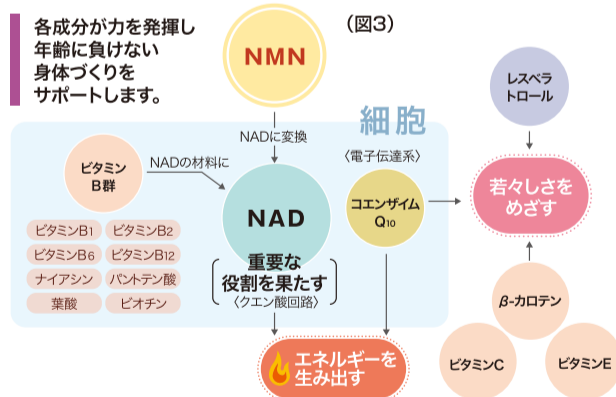 各成分が力を発揮し
年齢に負けない
身体づくりを
サポートします。
(図3)
NMN
レスベラ
トロール
細胞
NADに変換
〈電子伝達系〉
ビタミン
B群
NADの材料に
NAD
コエンザイム
Q10
若々しさを
めざす
ビタミンB1
ビタミンB2
ビタミンB6
ビタミンB12
ナイアシン
パントテン酸
葉酸
ビオチン
重要な
役割を果たす
〈クエン酸回路〉
β-カロテン
エネルギーを
生み出す
ビタミンC
ビタミンE